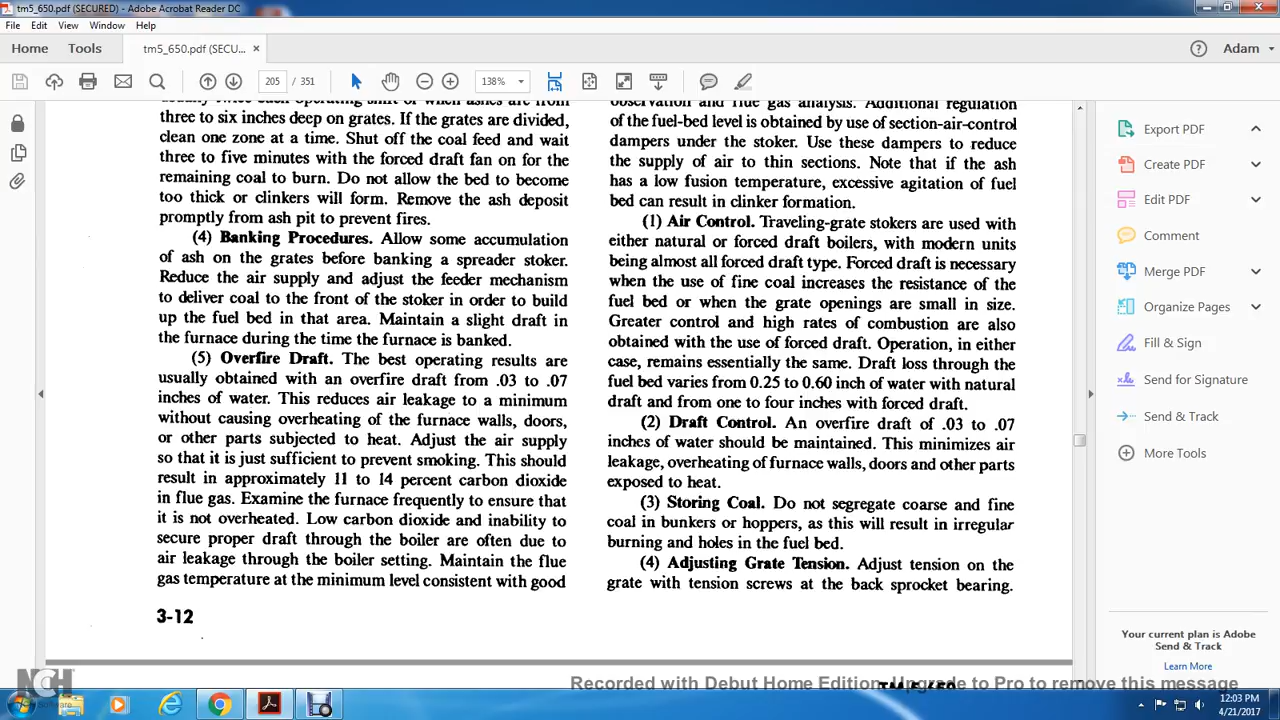 tm5_650.pdf (SECURED) - Adobe Acrobat Reader DC
File Edit View Window Help
Home Tools tm5_650.pdf (SECU... × Adam
205 / 351 138%
usually twice each operating shift or when ashes are from
three to six inches deep on grates. If the grates are divided,
clean one zone at a time. Shut off the coal feed and wait
three to five minutes with the forced draft fan on for the
remaining coal to burn. Do not allow the bed to become
too thick or clinkers will form. Remove the ash deposit
promptly from ash pit to prevent fires.
(4) Banking Procedures. Allow some accumulation
of ash on the grates before banking a spreader stoker.
Reduce the air supply and adjust the feeder mechanism
to deliver coal to the front of the stoker in order to build
up the fuel bed in that area. Maintain a slight draft in
the furnace during the time the furnace is banked.
(5) Overfire Draft. The best operating results are
usually obtained with an overfire draft from .03 to .07
inches of water. This reduces air leakage to a minimum
without causing overheating of the furnace walls, doors,
or other parts subjected to heat. Adjust the air supply
so that it is just sufficient to prevent smoking. This should
result in approximately 11 to 14 percent carbon dioxide
in flue gas. Examine the furnace frequently to ensure that
it is not overheated. Low carbon dioxide and inability to
secure proper draft through the boiler are often due to
air leakage through the boiler setting. Maintain the flue
gas temperature at the minimum level consistent with good
3-12
observation and flue gas analysis. Additional regulation
of the fuel-bed level is obtained by use of section-air-control
dampers under the stoker. Use these dampers to reduce
the supply of air to thin sections. Note that if the ash
has a low fusion temperature, excessive agitation of fuel
bed can result in clinker formation.
(1) Air Control. Traveling-grate stokers are used with
either natural or forced draft boilers, with modern units
being almost all forced draft type. Forced draft is necessary
when the use of fine coal increases the resistance of the
fuel bed or when the grate openings are small in size.
Greater control and high rates of combustion are also
obtained with the use of forced draft. Operation, in either
case, remains essentially the same. Draft loss through the
fuel bed varies from 0.25 to 0.60 inch of water with natural
draft and from one to four inches with forced draft.
(2) Draft Control. An overfire draft of .03 to .07
inches of water should be maintained. This minimizes air
leakage, overheating of furnace walls, doors and other parts
exposed to heat.
(3) Storing Coal. Do not segregate coarse and fine
coal in bunkers or hoppers, as this will result in irregular
burning and holes in the fuel bed.
(4) Adjusting Grate Tension. Adjust tension on the
grate with tension screws at the back sprocket bearing.
Export PDF
Create PDF
Edit PDF
Comment
Merge PDF
Organize Pages
Fill & Sign
Send for Signature
Send & Track
More Tools
Your current plan is Adobe
Send & Track
Learn More
NCH
Software
Recorded with Debut Home Edition. Upgrade to Pro to remove this message
12:03 PM
4/21/2017